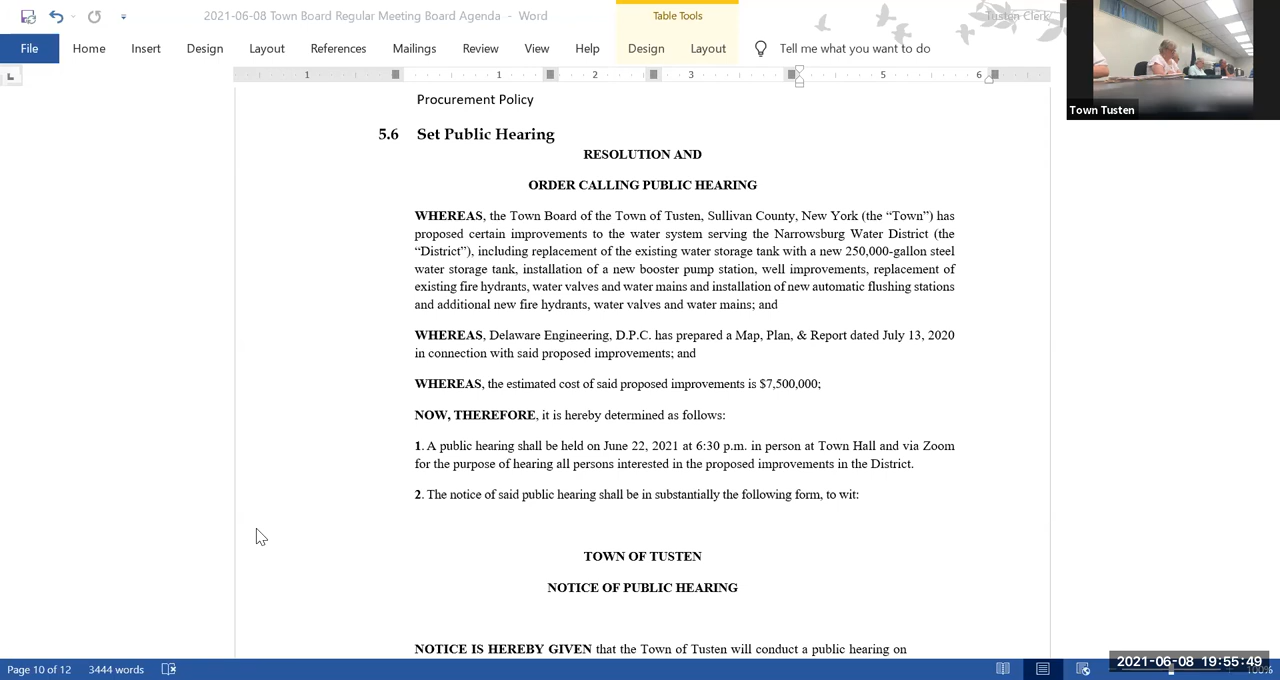 2021-06-08 Town Board Regular Meeting Board Agenda - Word
Table Tools
Tusten Clerk
File Home Insert Design Layout References Mailings Review View Help Design Layout Tell me what you want to do
Town Tusten
1 1 2 3 5 6
Procurement Policy
5.6 Set Public Hearing
RESOLUTION AND
ORDER CALLING PUBLIC HEARING
WHEREAS, the Town Board of the Town of Tusten, Sullivan County, New York (the “Town”) has
proposed certain improvements to the water system serving the Narrowsburg Water District (the
“District”), including replacement of the existing water storage tank with a new 250,000-gallon steel
water storage tank, installation of a new booster pump station, well improvements, replacement of
existing fire hydrants, water valves and water mains and installation of new automatic flushing stations
and additional new fire hydrants, water valves and water mains; and
WHEREAS, Delaware Engineering, D.P.C. has prepared a Map, Plan, & Report dated July 13, 2020
in connection with said proposed improvements; and
WHEREAS, the estimated cost of said proposed improvements is $7,500,000;
NOW, THEREFORE, it is hereby determined as follows:
1. A public hearing shall be held on June 22, 2021 at 6:30 p.m. in person at Town Hall and via Zoom
for the purpose of hearing all persons interested in the proposed improvements in the District.
2. The notice of said public hearing shall be in substantially the following form, to wit:
TOWN OF TUSTEN
NOTICE OF PUBLIC HEARING
NOTICE IS HEREBY GIVEN that the Town of Tusten will conduct a public hearing on
Page 10 of 12 3444 words
2021-06-08 19:55:49
100%